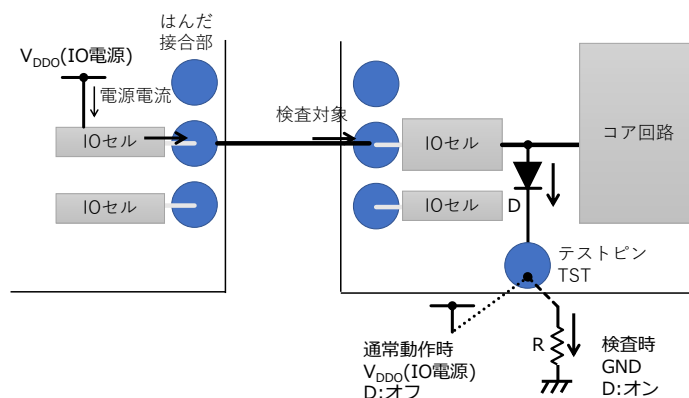 はんだ
接合部
VDDO(IO電源)
電源電流
検査対象
IOセル
IOセル
IOセル
IOセル
コア回路
D
テストピン
TST
通常動作時
VDDO(IO電源)
D:オフ
R
検査時
GND
D:オン